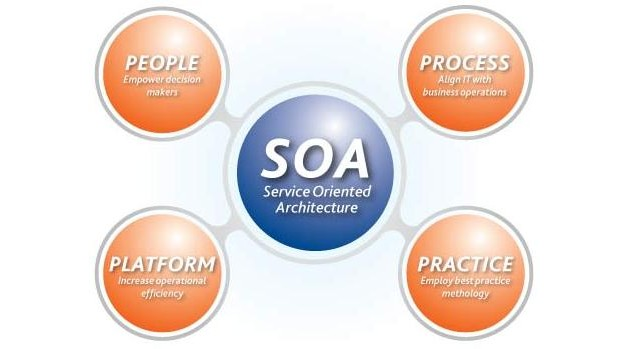 PEOPLE
Empower decision
makers
PROCESS
Align IT with
business operations
SOA
Service Oriented
Architecture
PLATFORM
Increase operational
efficiency
PRACTICE
Employ best practice
methology